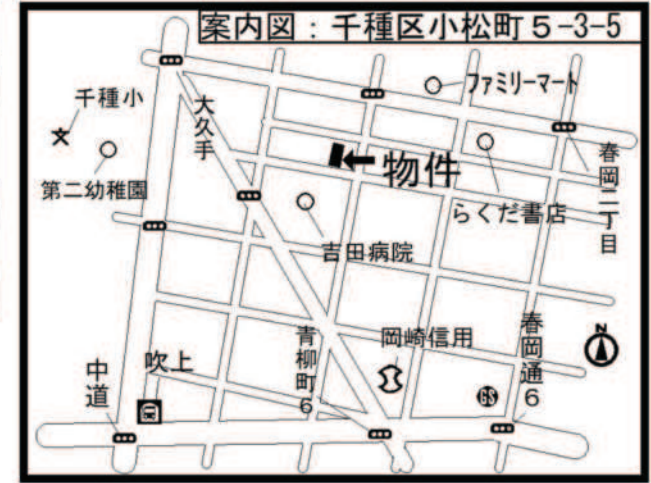 案内図：千種区小松町５-3-5
ファミリーマート
千種小
大久手
春岡二丁目
物件
第二幼稚園
らくだ書店
吉田病院
N
青柳町６
岡崎信用
春岡通６
中道
吹上
GS